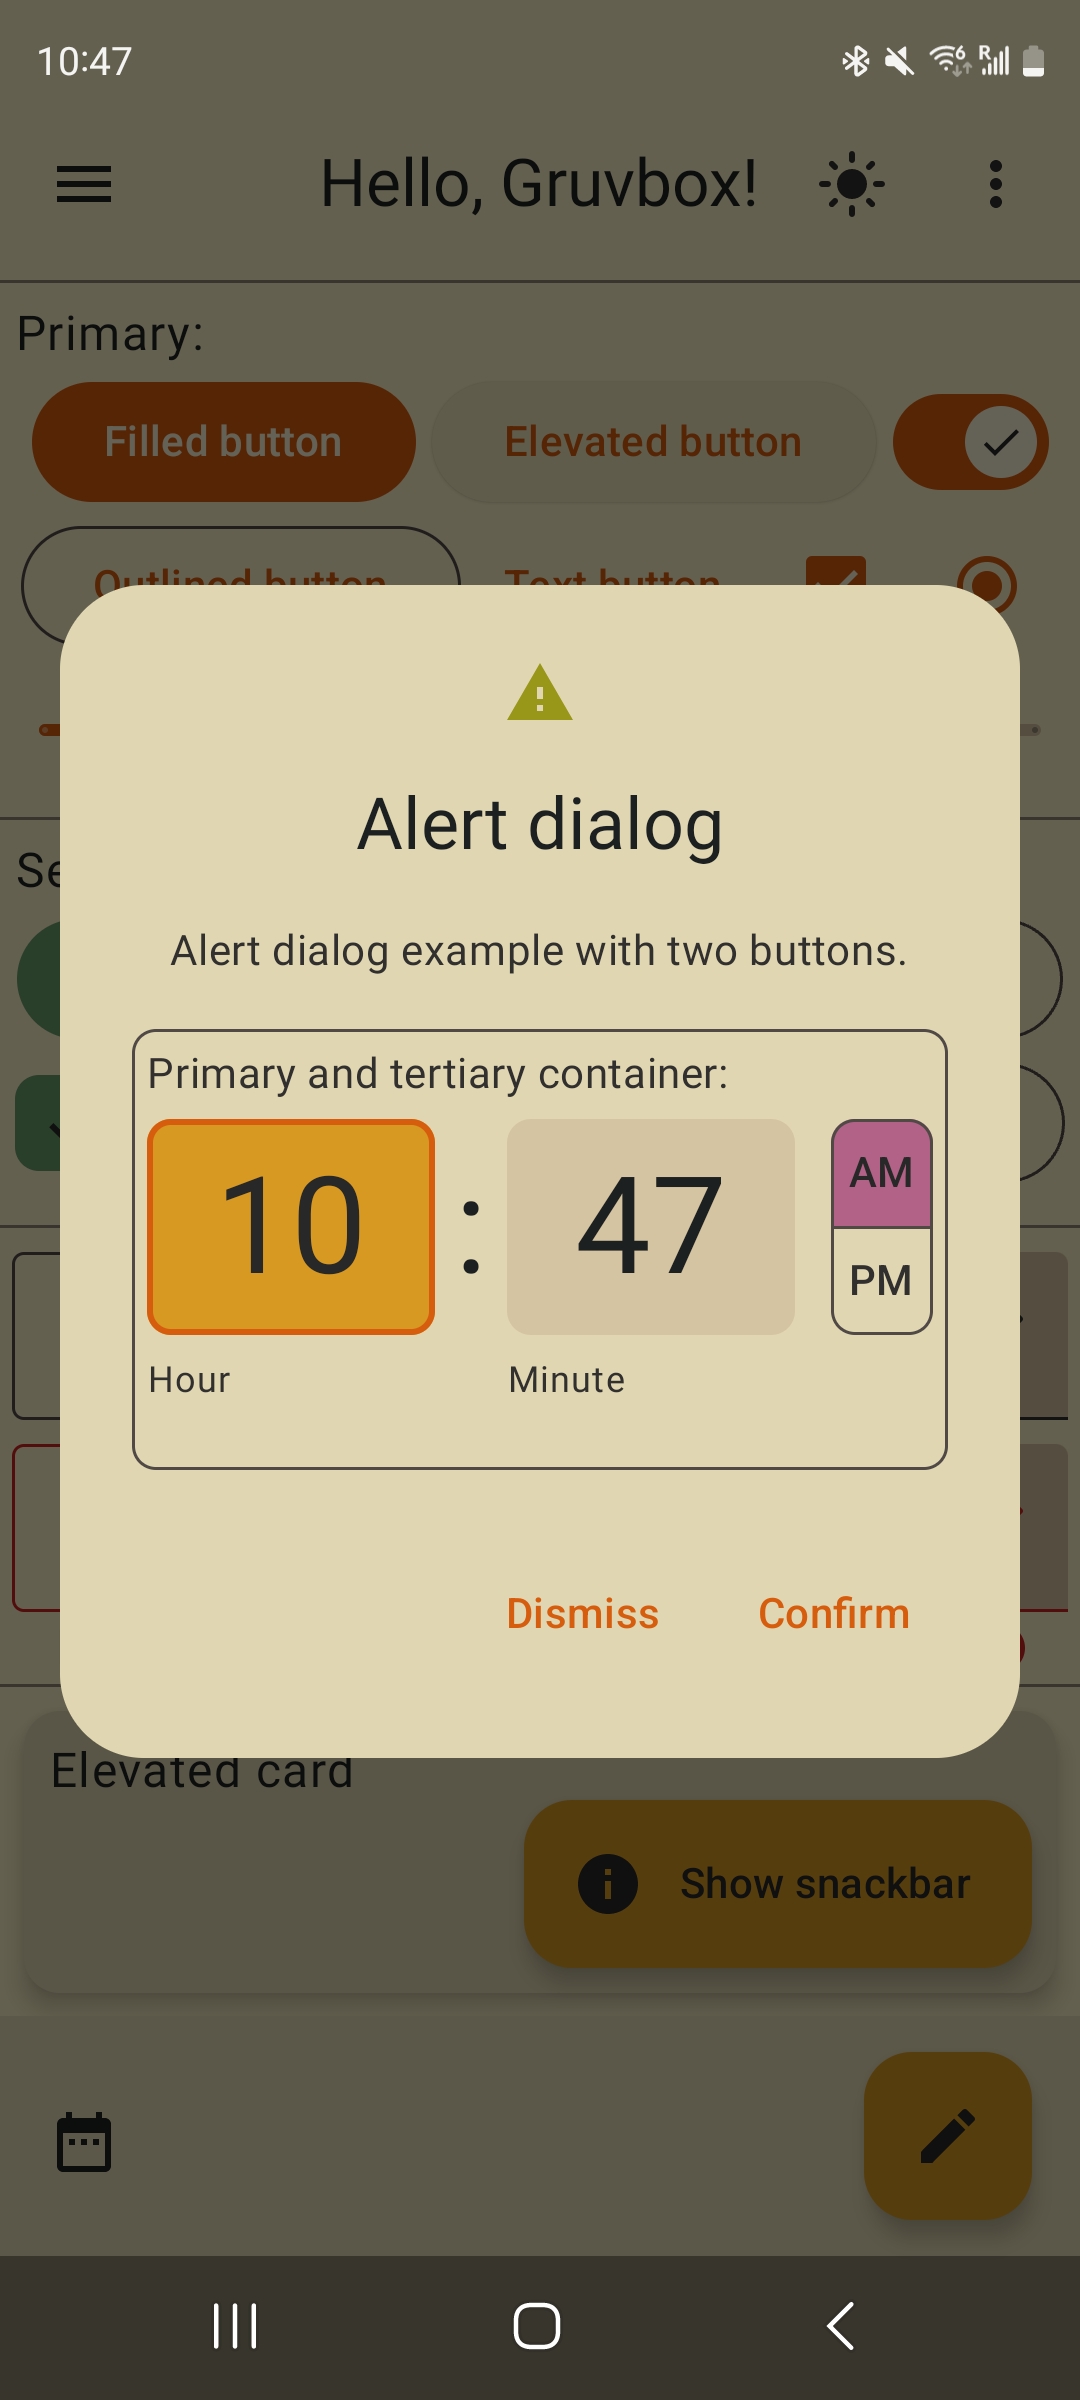 10:47
Hello, Gruvbox!
Primary:
Filled button
Elevated button
Outlined button
Text button
Alert dialog
Alert dialog example with two buttons.
Primary and tertiary container:
10 : 47
AM
PM
Hour
Minute
Dismiss
Confirm
Elevated card
Show snackbar